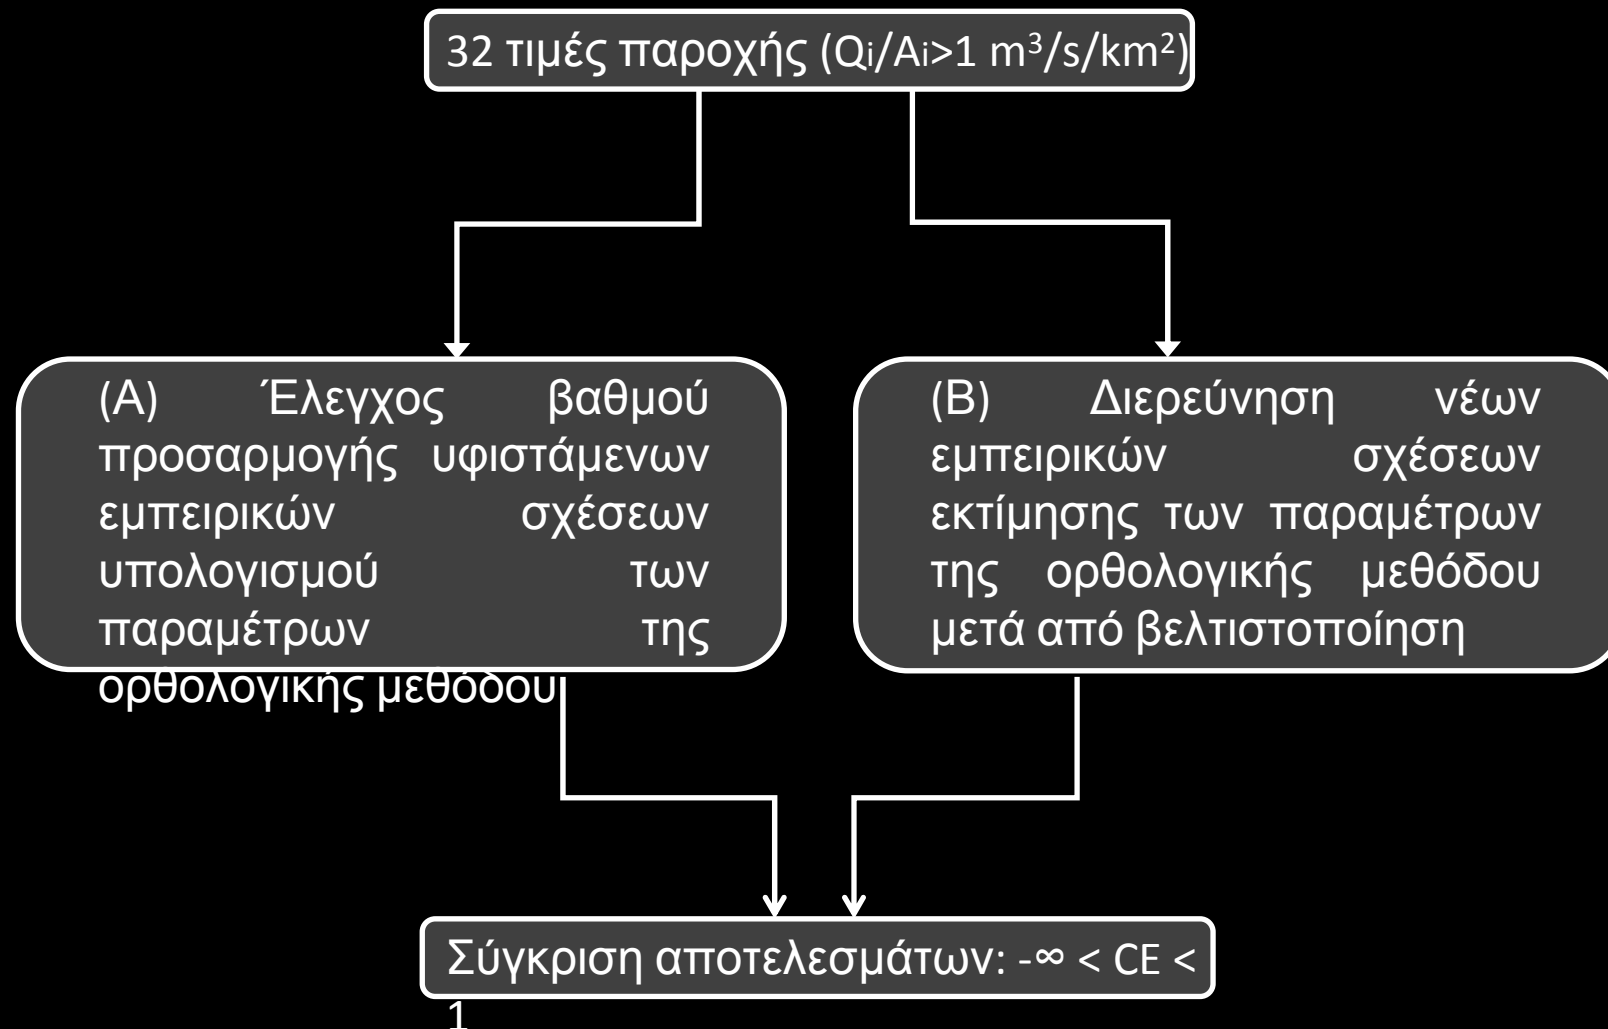 32 τιμές παροχής (Qi/Ai>1 m³/s/km²)
(Α) Έλεγχος βαθμού
προσαρμογής υφιστάμενων
εμπειρικών σχέσεων
υπολογισμού των
παραμέτρων της
ορθολογικής μεθόδου
(Β) Διερεύνηση νέων
εμπειρικών σχέσεων
εκτίμησης των παραμέτρων
της ορθολογικής μεθόδου
μετά από βελτιστοποίηση
Σύγκριση αποτελεσμάτων: -∞ < CE <
1